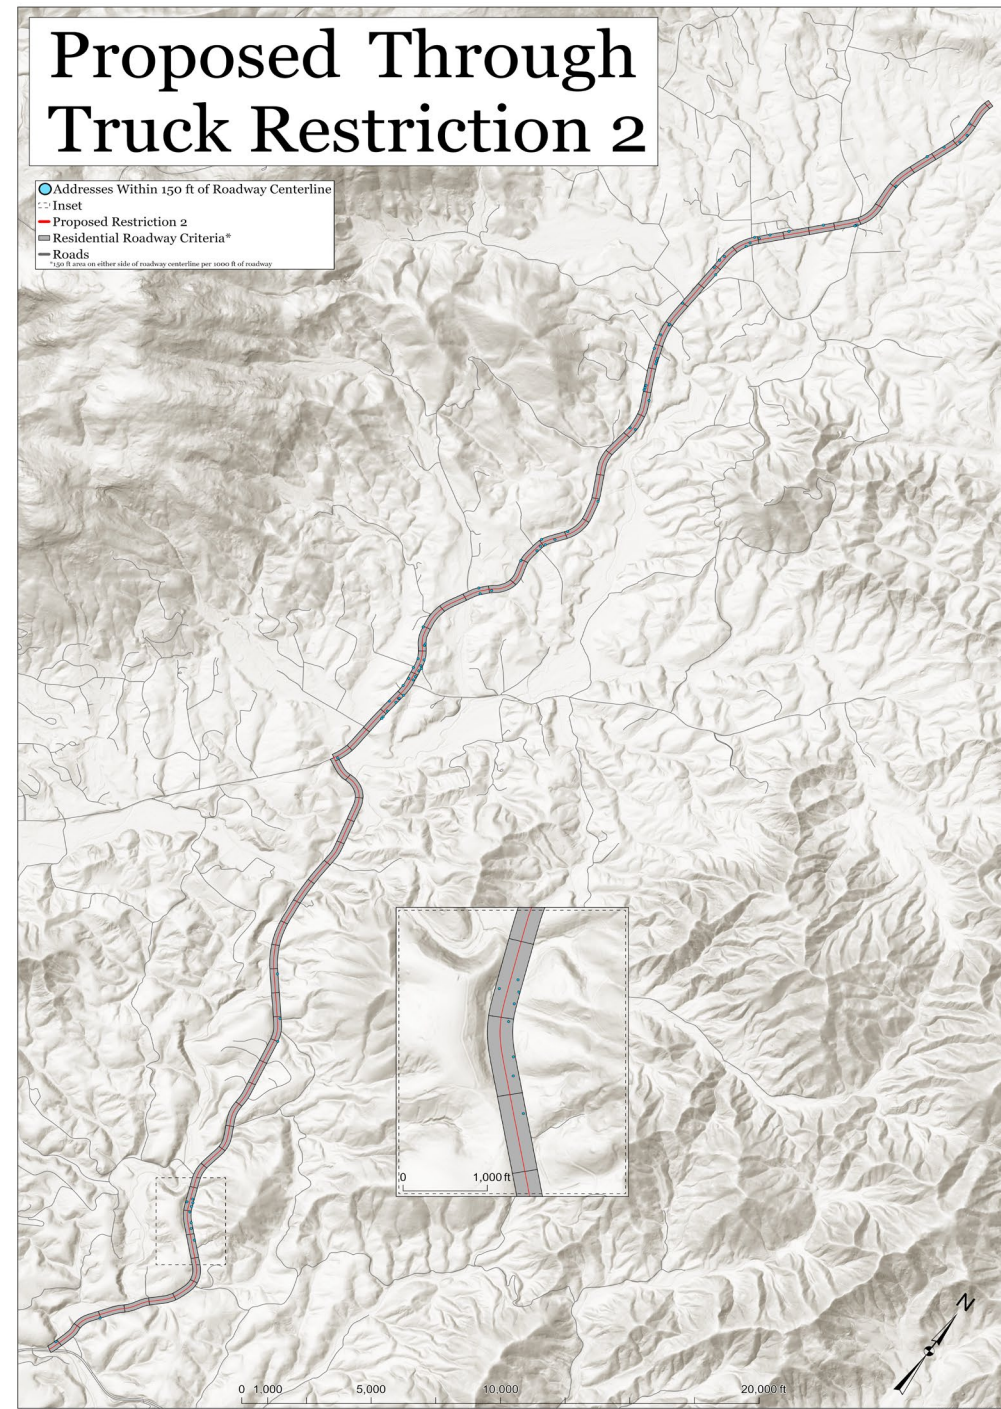 Proposed Through
Truck Restriction 2
Addresses Within 150 ft of Roadway Centerline
Inset
Proposed Restriction 2
Residential Roadway Criteria*
Roads
*150 ft area on either side of roadway centerline per 1000 ft of roadway
0 1,000 ft
N
0 1,000 5,000 10,000 20,000 ft